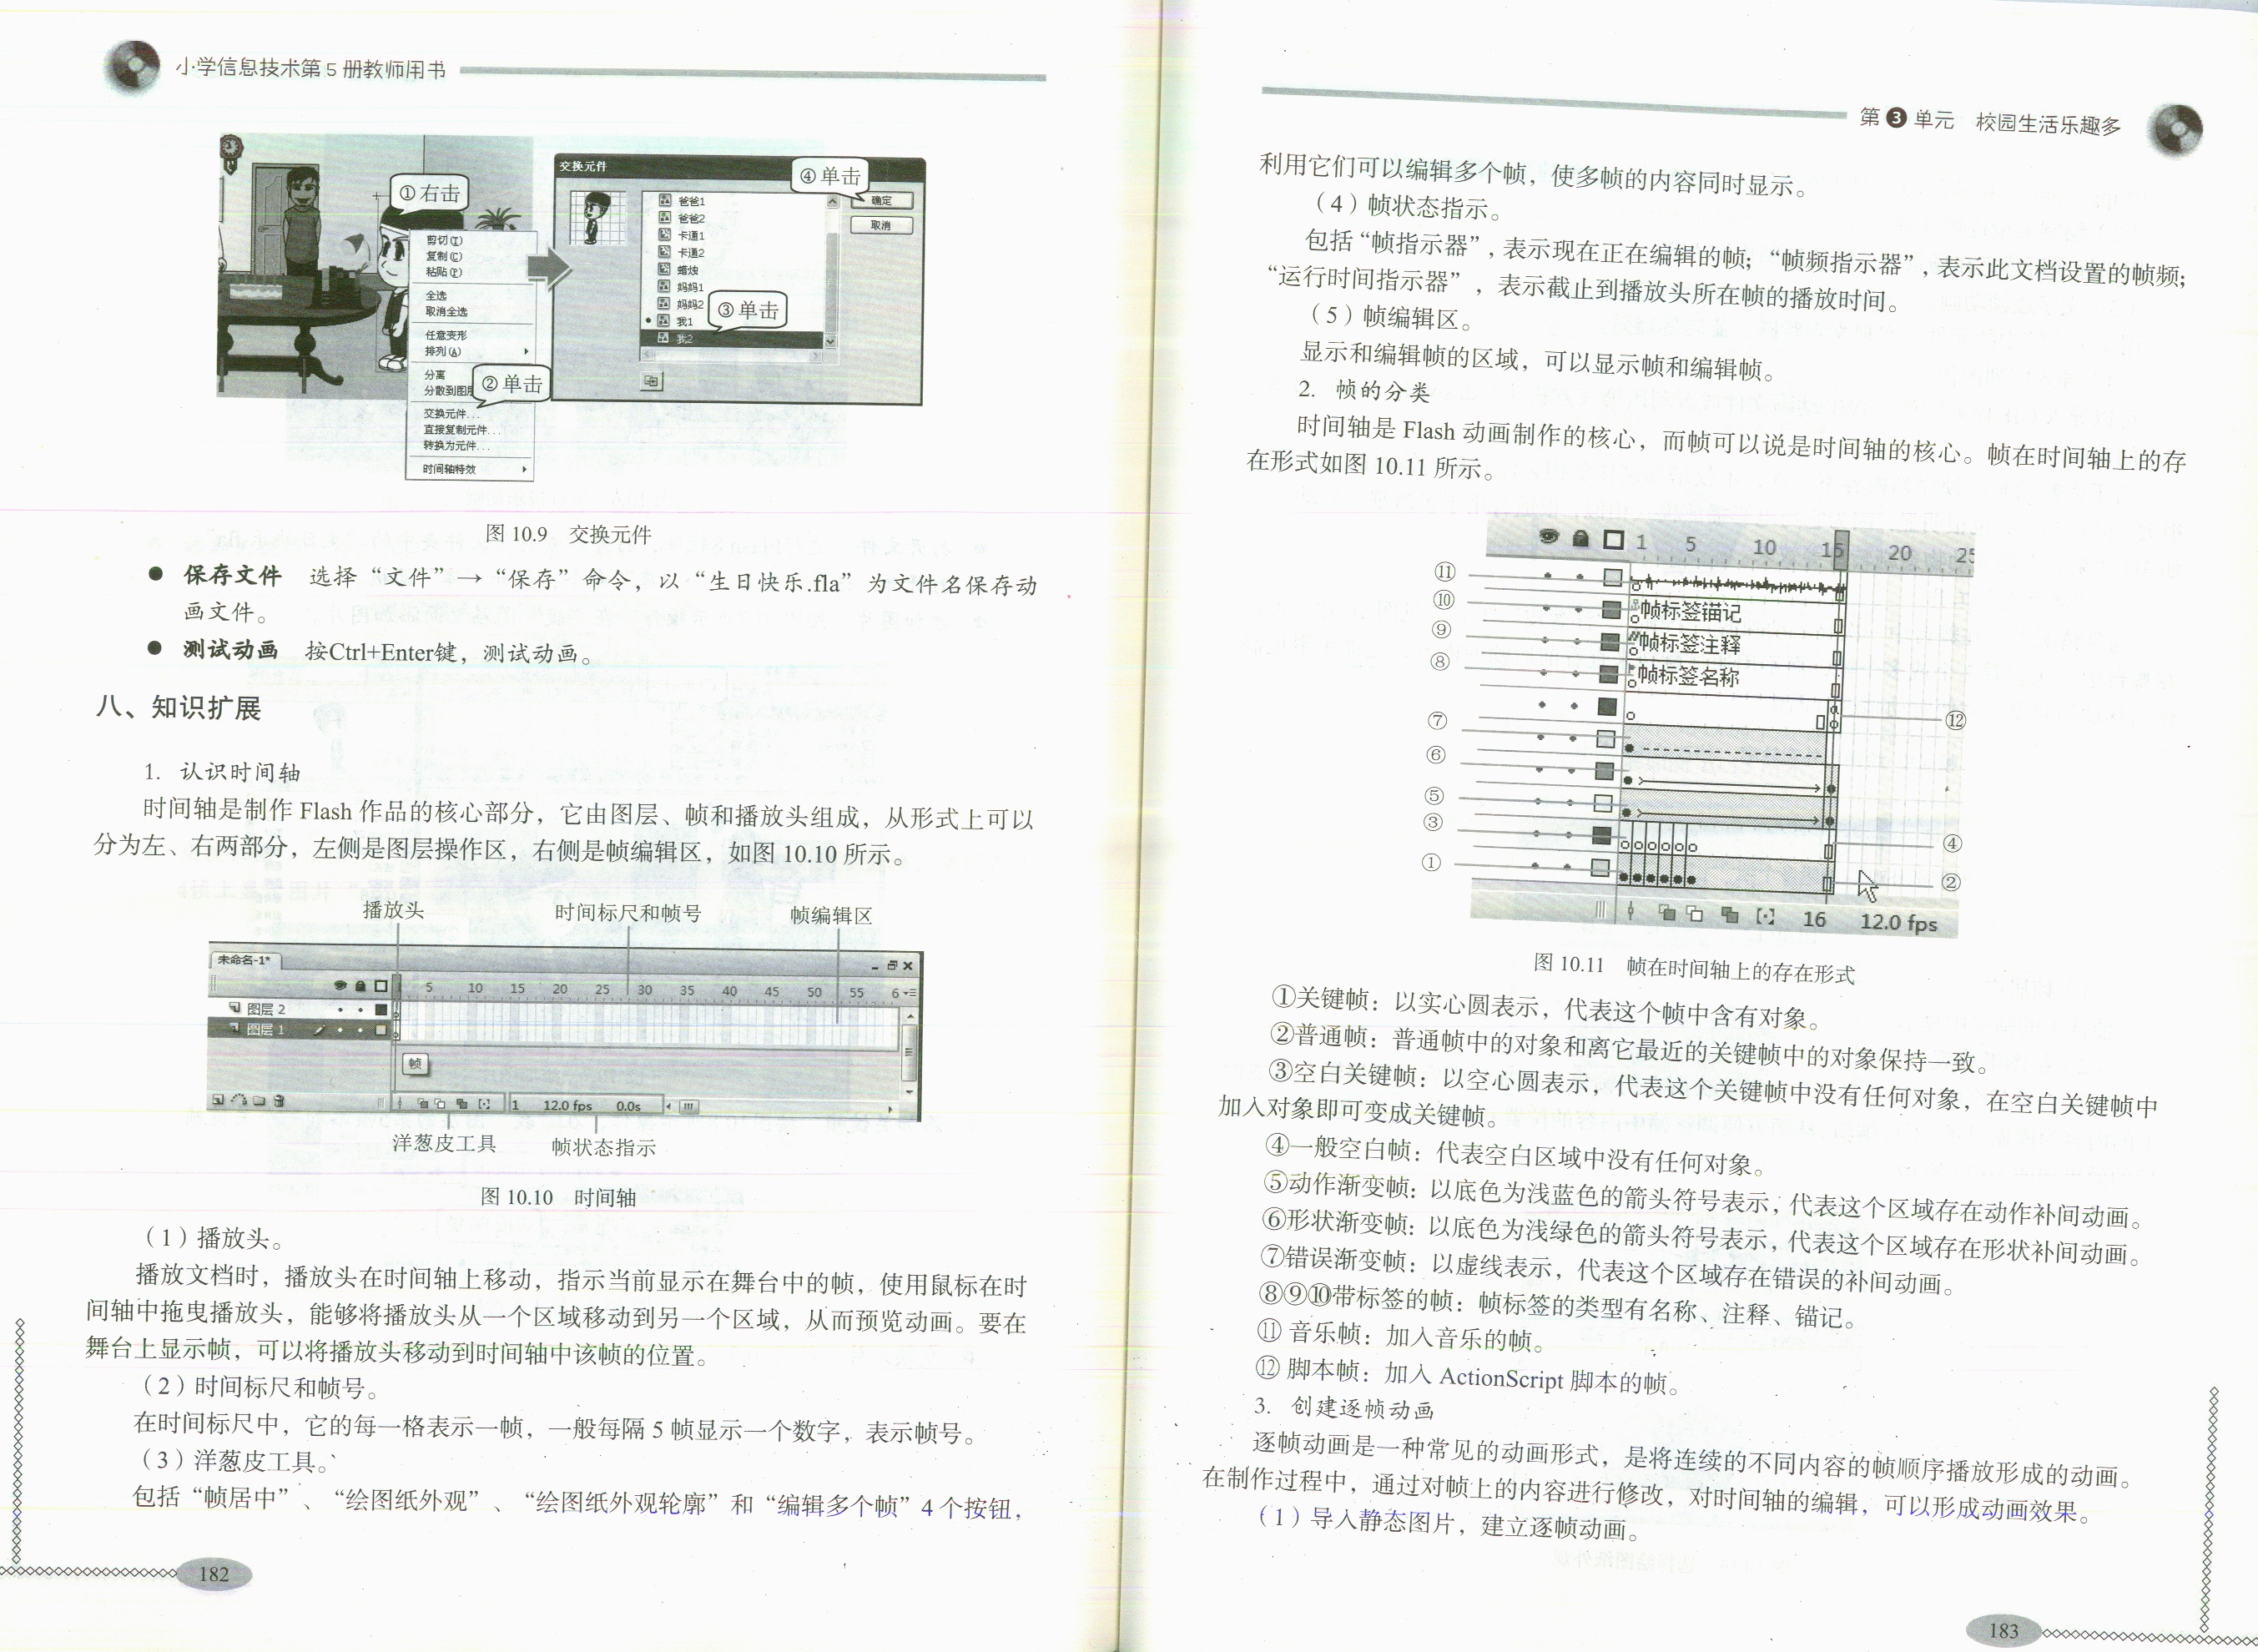 小学信息技术第5册教师用书
①右击
剪切(T)
复制(C)
粘贴(P)
全选
取消全选
任意变形
排列(A)
分离
分散到图层
②单击
交换元件...
直接复制元件...
转换为元件...
时间轴特效
交换元件
④单击
确定
取消
爸爸1
爸爸2
卡通1
卡通2
蜡烛
妈妈1
妈妈2
③单击
我1
我2
图 10.9 交换元件
● 保存文件 选择“文件”→“保存”命令，以“生日快乐.fla”为文件名保存动
画文件。
● 测试动画 按Ctrl+Enter键，测试动画。
八、知识扩展
1. 认识时间轴
时间轴是制作 Flash 作品的核心部分，它由图层、帧和播放头组成，从形式上可以
分为左、右两部分，左侧是图层操作区，右侧是帧编辑区，如图 10.10 所示。
播放头 时间标尺和帧号 帧编辑区
未命名-1*
5 10 15 20 25 30 35 40 45 50 55 6
图层 2
图层 1
帧
1 12.0 fps 0.0s
洋葱皮工具 帧状态指示
图 10.10 时间轴
（1）播放头。
播放文档时，播放头在时间轴上移动，指示当前显示在舞台中的帧，使用鼠标在时
间轴中拖曳播放头，能够将播放头从一个区域移动到另一个区域，从而预览动画。要在
舞台上显示帧，可以将播放头移动到时间轴中该帧的位置。
（2）时间标尺和帧号。
在时间标尺中，它的每一格表示一帧，一般每隔 5 帧显示一个数字，表示帧号。
（3）洋葱皮工具。
包括“帧居中”、“绘图纸外观”、“绘图纸外观轮廓”和“编辑多个帧”4 个按钮，
182
第❸单元 校园生活乐趣多
利用它们可以编辑多个帧，使多帧的内容同时显示。
（4）帧状态指示。
包括“帧指示器”，表示现在正在编辑的帧；“帧频指示器”，表示此文档设置的帧频；
“运行时间指示器”，表示截止到播放头所在帧的播放时间。
（5）帧编辑区。
显示和编辑帧的区域，可以显示帧和编辑帧。
2. 帧的分类
时间轴是 Flash 动画制作的核心，而帧可以说是时间轴的核心。帧在时间轴上的存
在形式如图 10.11 所示。
1 5 10 15 20 25
⑪
⑩ 帧标签锚记
⑨ 帧标签注释
⑧ 帧标签名称
⑦ ⑫
⑥
⑤
③ ④
① ②
16 12.0 fps
图 10.11 帧在时间轴上的存在形式
①关键帧：以实心圆表示，代表这个帧中含有对象。
②普通帧：普通帧中的对象和离它最近的关键帧中的对象保持一致。
③空白关键帧：以空心圆表示，代表这个关键帧中没有任何对象，在空白关键帧中
加入对象即可变成关键帧。
④一般空白帧：代表空白区域中没有任何对象。
⑤动作渐变帧：以底色为浅蓝色的箭头符号表示，代表这个区域存在动作补间动画。
⑥形状渐变帧：以底色为浅绿色的箭头符号表示，代表这个区域存在形状补间动画。
⑦错误渐变帧：以虚线表示，代表这个区域存在错误的补间动画。
⑧⑨⑩带标签的帧：帧标签的类型有名称、注释、锚记。
⑪ 音乐帧：加入音乐的帧。
⑫ 脚本帧：加入 ActionScript 脚本的帧。
3. 创建逐帧动画
逐帧动画是一种常见的动画形式，是将连续的不同内容的帧顺序播放形成的动画。
在制作过程中，通过对帧上的内容进行修改，对时间轴的编辑，可以形成动画效果。
（1）导入静态图片，建立逐帧动画。
183